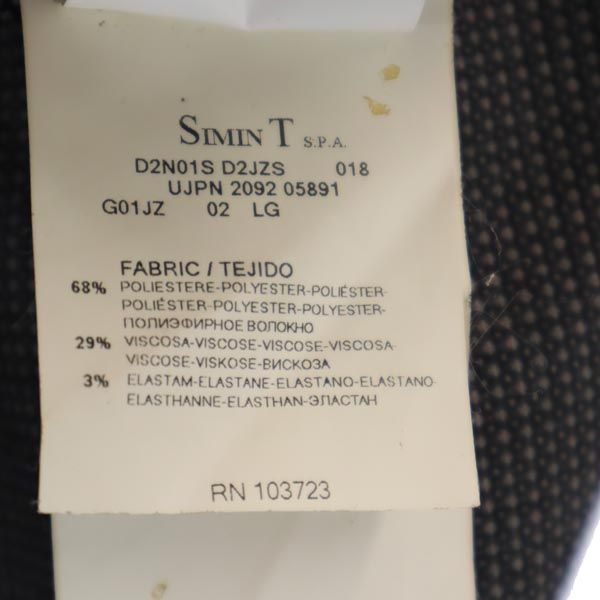 SIMIN T S.P.A.
D2N01S D2JZS 018
UJPN 2092 05891
G01JZ 02 LG
FABRIC / TEJIDO
68% POLIESTERE-POLYESTER-POLIÉSTER-
POLIÉSTER-POLYESTER-POLYESTER-
ПОЛИЭФИРНОЕ ВОЛОКНО
29% VISCOSA-VISCOSE-VISCOSE-VISCOSA-
VISCOSE-VISKOSE-ВИСКОЗА
3% ELASTAM-ELASTANE-ELASTANO-ELASTANO-
ELASTHANNE-ELASTHAN-ЭЛАСТАН
RN 103723